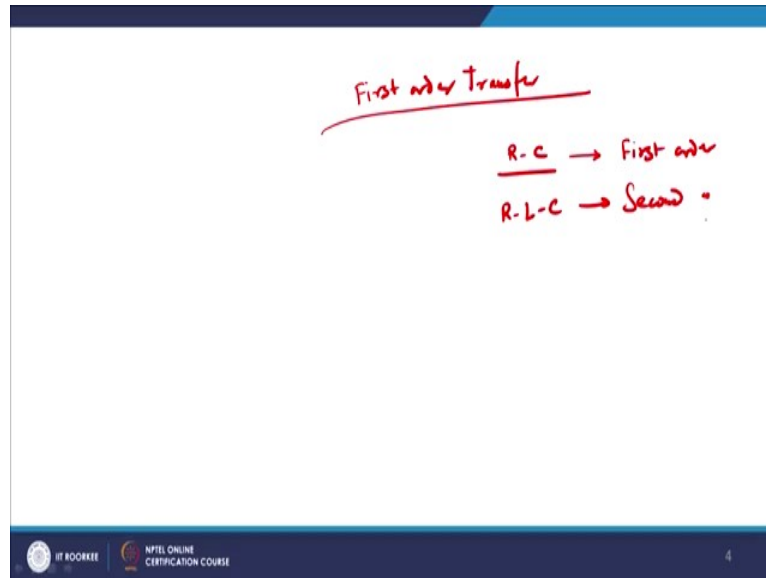 First order Transfer
R-C → First order
R-L-C → Second "
IIT ROORKEE
NPTEL ONLINE
CERTIFICATION COURSE
4